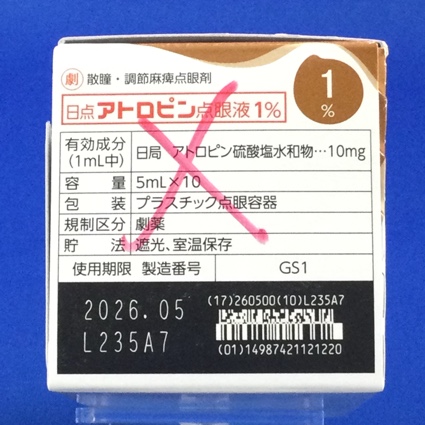 劇 散瞳・調節麻痺点眼剤
1
%
日点アトロピン点眼液1%
有効成分
(1mL中)
日局 アトロピン硫酸塩水和物…10mg
容量 5mL×10
包装 プラスチック点眼容器
規制区分 劇薬
貯法 遮光、室温保存
使用期限 製造番号 GS1
2026.05
L235A7
(17)260500(10)L235A7
(01)14987421121220